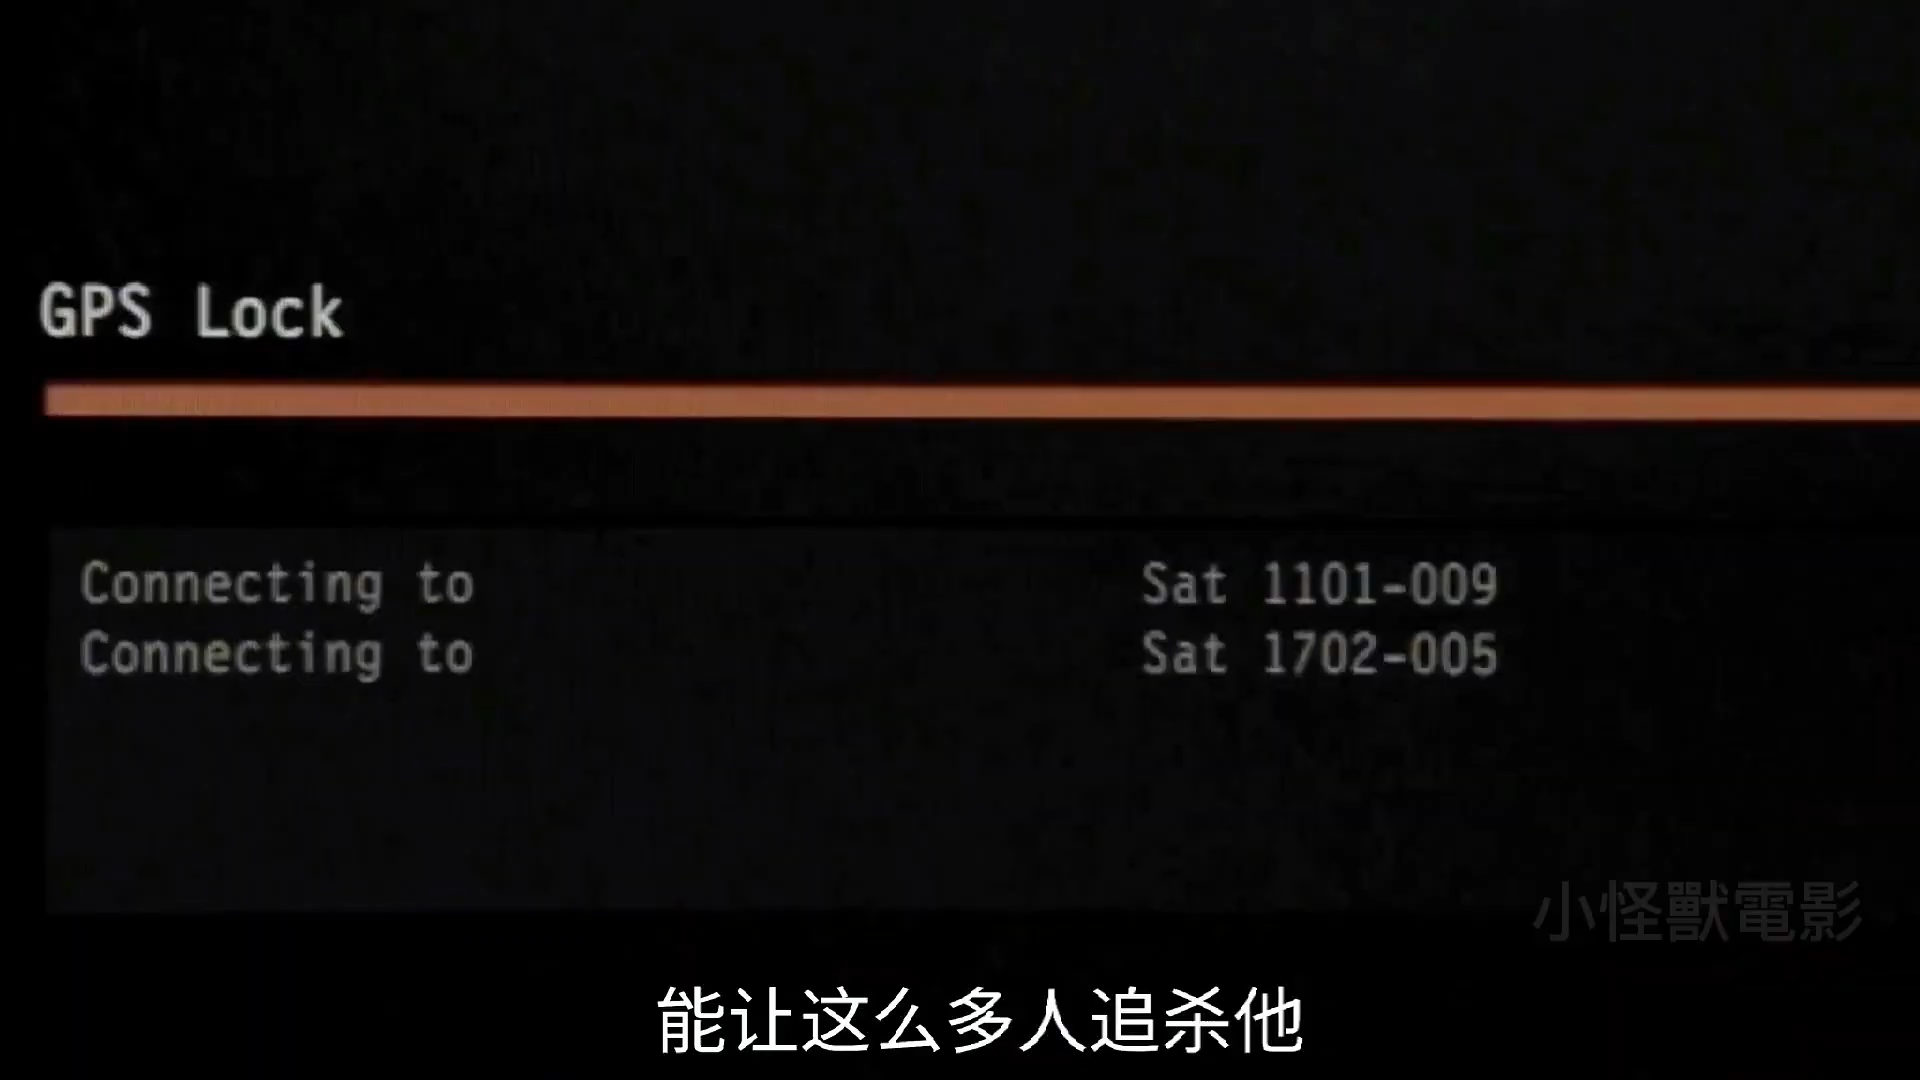 GPS Lock
Connecting to Sat 1101-009
Connecting to Sat 1702-005
小怪獸電影
能让这么多人追杀他